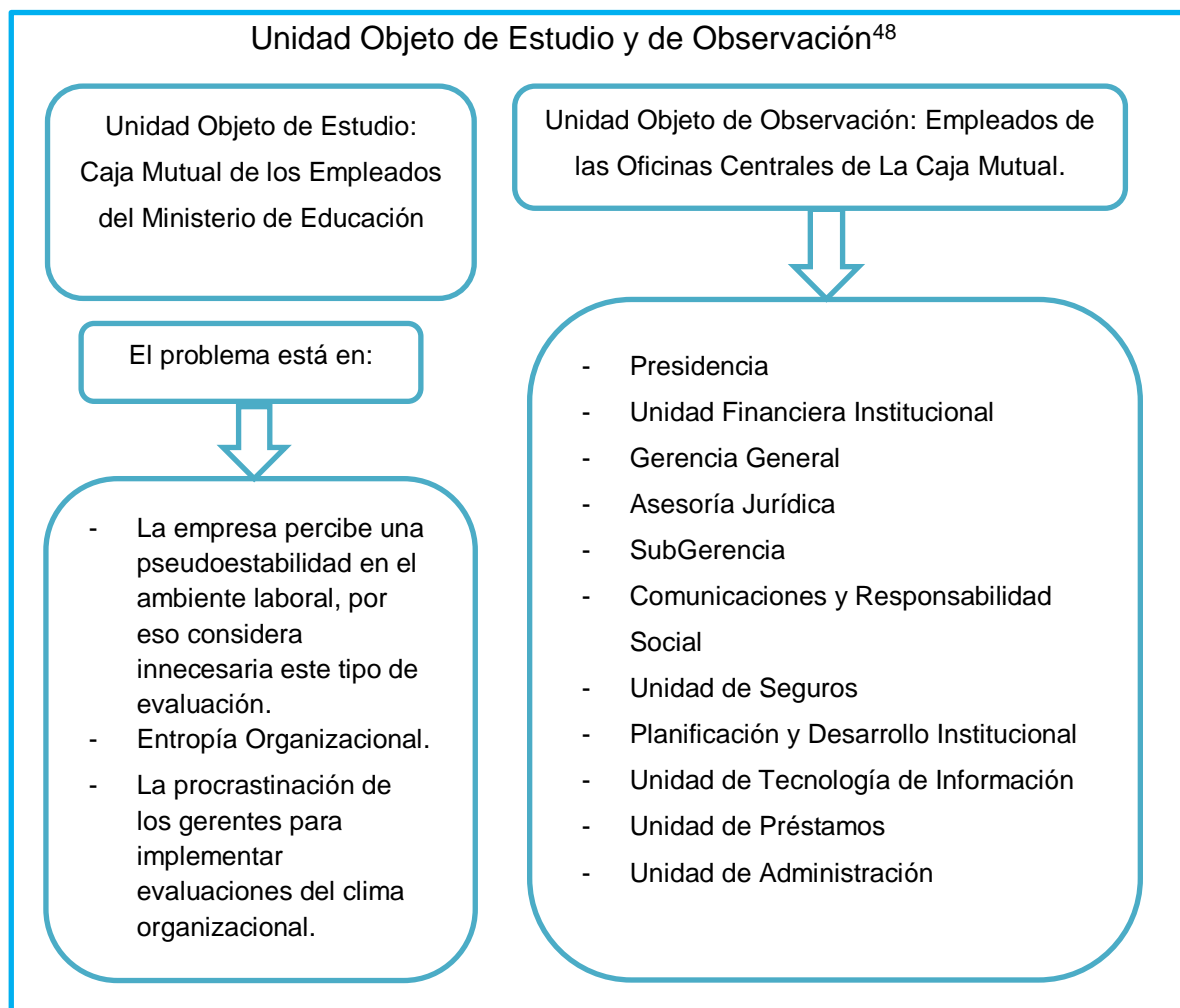 Unidad Objeto de Estudio y de Observación48
Unidad Objeto de Estudio:
Caja Mutual de los Empleados
del Ministerio de Educación
El problema está en:
- La empresa percibe una
pseudoestabilidad en el
ambiente laboral, por
eso considera
innecesaria este tipo de
evaluación.
- Entropía Organizacional.
- La procrastinación de
los gerentes para
implementar
evaluaciones del clima
organizacional.
Unidad Objeto de Observación: Empleados de
las Oficinas Centrales de La Caja Mutual.
- Presidencia
- Unidad Financiera Institucional
- Gerencia General
- Asesoría Jurídica
- SubGerencia
- Comunicaciones y Responsabilidad
Social
- Unidad de Seguros
- Planificación y Desarrollo Institucional
- Unidad de Tecnología de Información
- Unidad de Préstamos
- Unidad de Administración